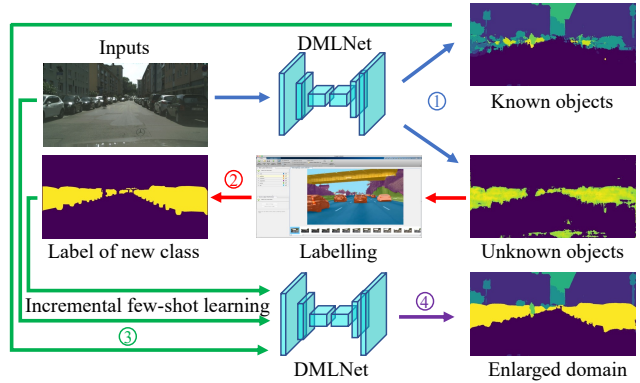 Inputs
DMLNet
①
Known objects
②
Label of new class
Labelling
Unknown objects
Incremental few-shot learning
③
④
DMLNet
Enlarged domain